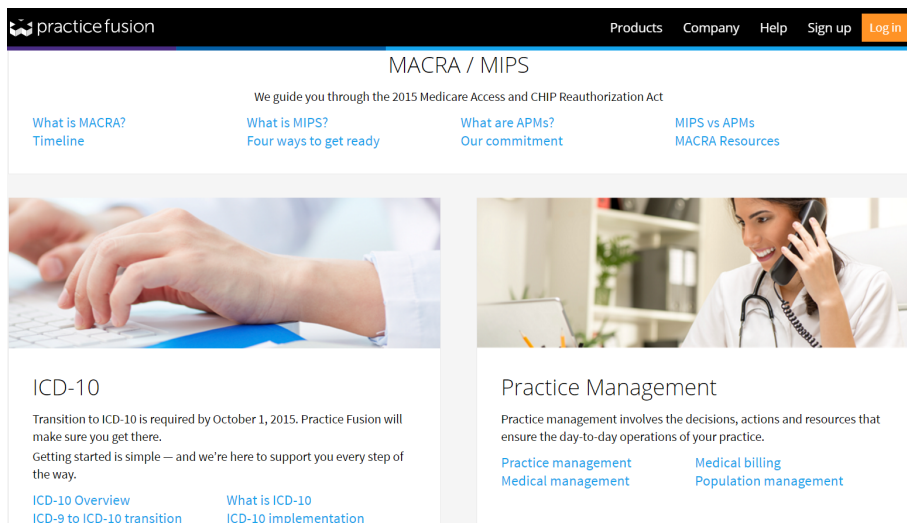 practice fusion
Products Company Help Sign up Log in
MACRA / MIPS
We guide you through the 2015 Medicare Access and CHIP Reauthorization Act
What is MACRA? What is MIPS? What are APMs? MIPS vs APMs
Timeline Four ways to get ready Our commitment MACRA Resources
ICD-10
Transition to ICD-10 is required by October 1, 2015. Practice Fusion will
make sure you get there.
Getting started is simple — and we're here to support you every step of
the way.
ICD-10 Overview What is ICD-10
ICD-9 to ICD-10 transition ICD-10 implementation
Practice Management
Practice management involves the decisions, actions and resources that
ensure the day-to-day operations of your practice.
Practice management Medical billing
Medical management Population management